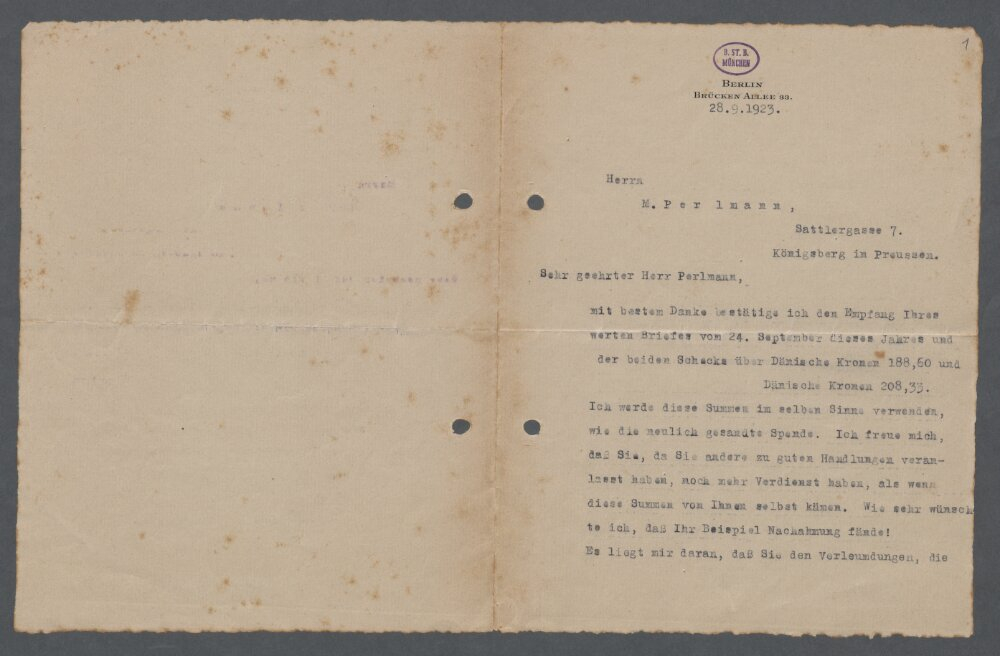 1
B. ST. B.
MÜNCHEN
BERLIN
BRÜCKEN ALLEE 33.
28.9.1923.
Herrn
M. P e r l m a n n ,
Sattlergasse 7.
Königsberg in Preussen.
Sehr geehrter Herr Perlmann,
mit bestem Danke bestätige ich den Empfang Ihres
werten Briefes vom 24. September dieses Jahres und
der beiden Schecks über Dänische Kronen 188,60 und
Dänische Kronen 208,33.
Ich werde diese Summen im selben Sinne verwenden,
wie die neulich gesandte Spende. Ich freue mich,
daß Sie, da Sie andere zu guten Handlungen veran-
lasst haben, noch mehr Verdienst haben, als wenn
diese Summen von Ihnen selbst kämen. Wie sehr wünsch
te ich, daß Ihr Beispiel Nachahmung fände!
Es liegt mir daran, daß Sie den Verleumdungen, die